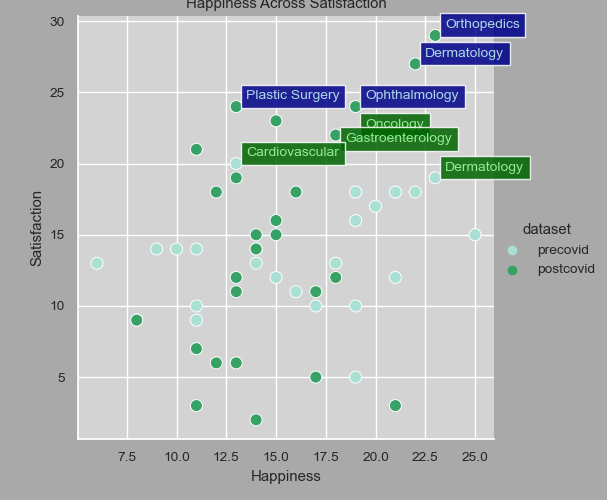 Happiness Across Satisfaction
30
Orthopedics
Dermatology
25
Plastic Surgery
Ophthalmology
Oncology
Gastroenterology
Cardiovascular
20
Dermatology
Satisfaction
15
dataset
precovid
postcovid
10
5
7.5 10.0 12.5 15.0 17.5 20.0 22.5 25.0
Happiness